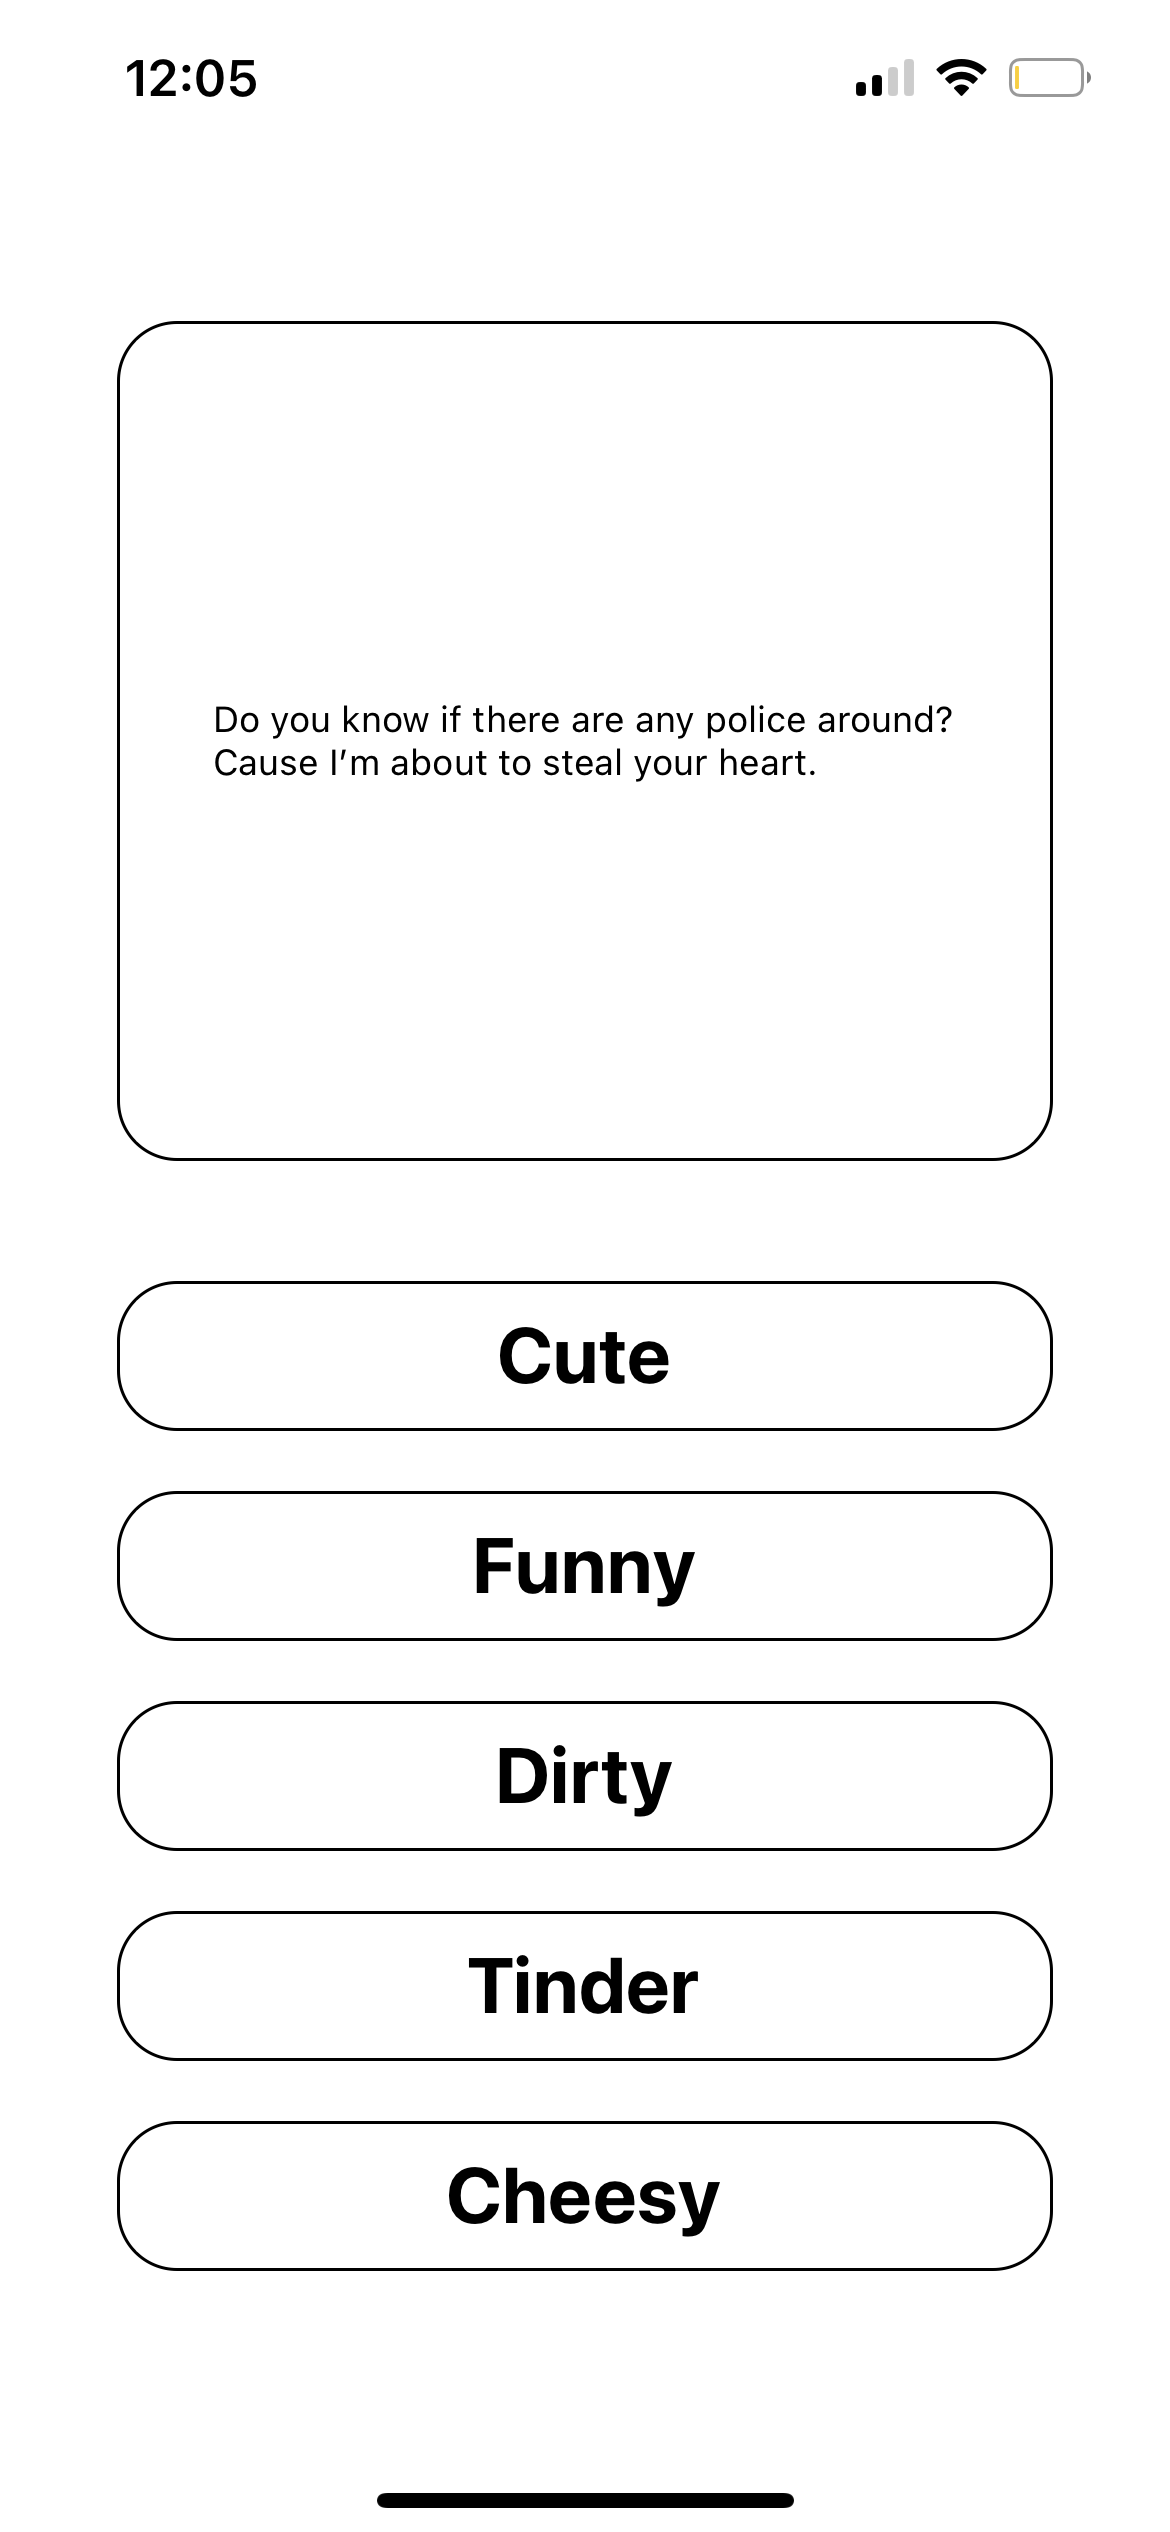 12:05
Do you know if there are any police around?
Cause I’m about to steal your heart.
Cute
Funny
Dirty
Tinder
Cheesy